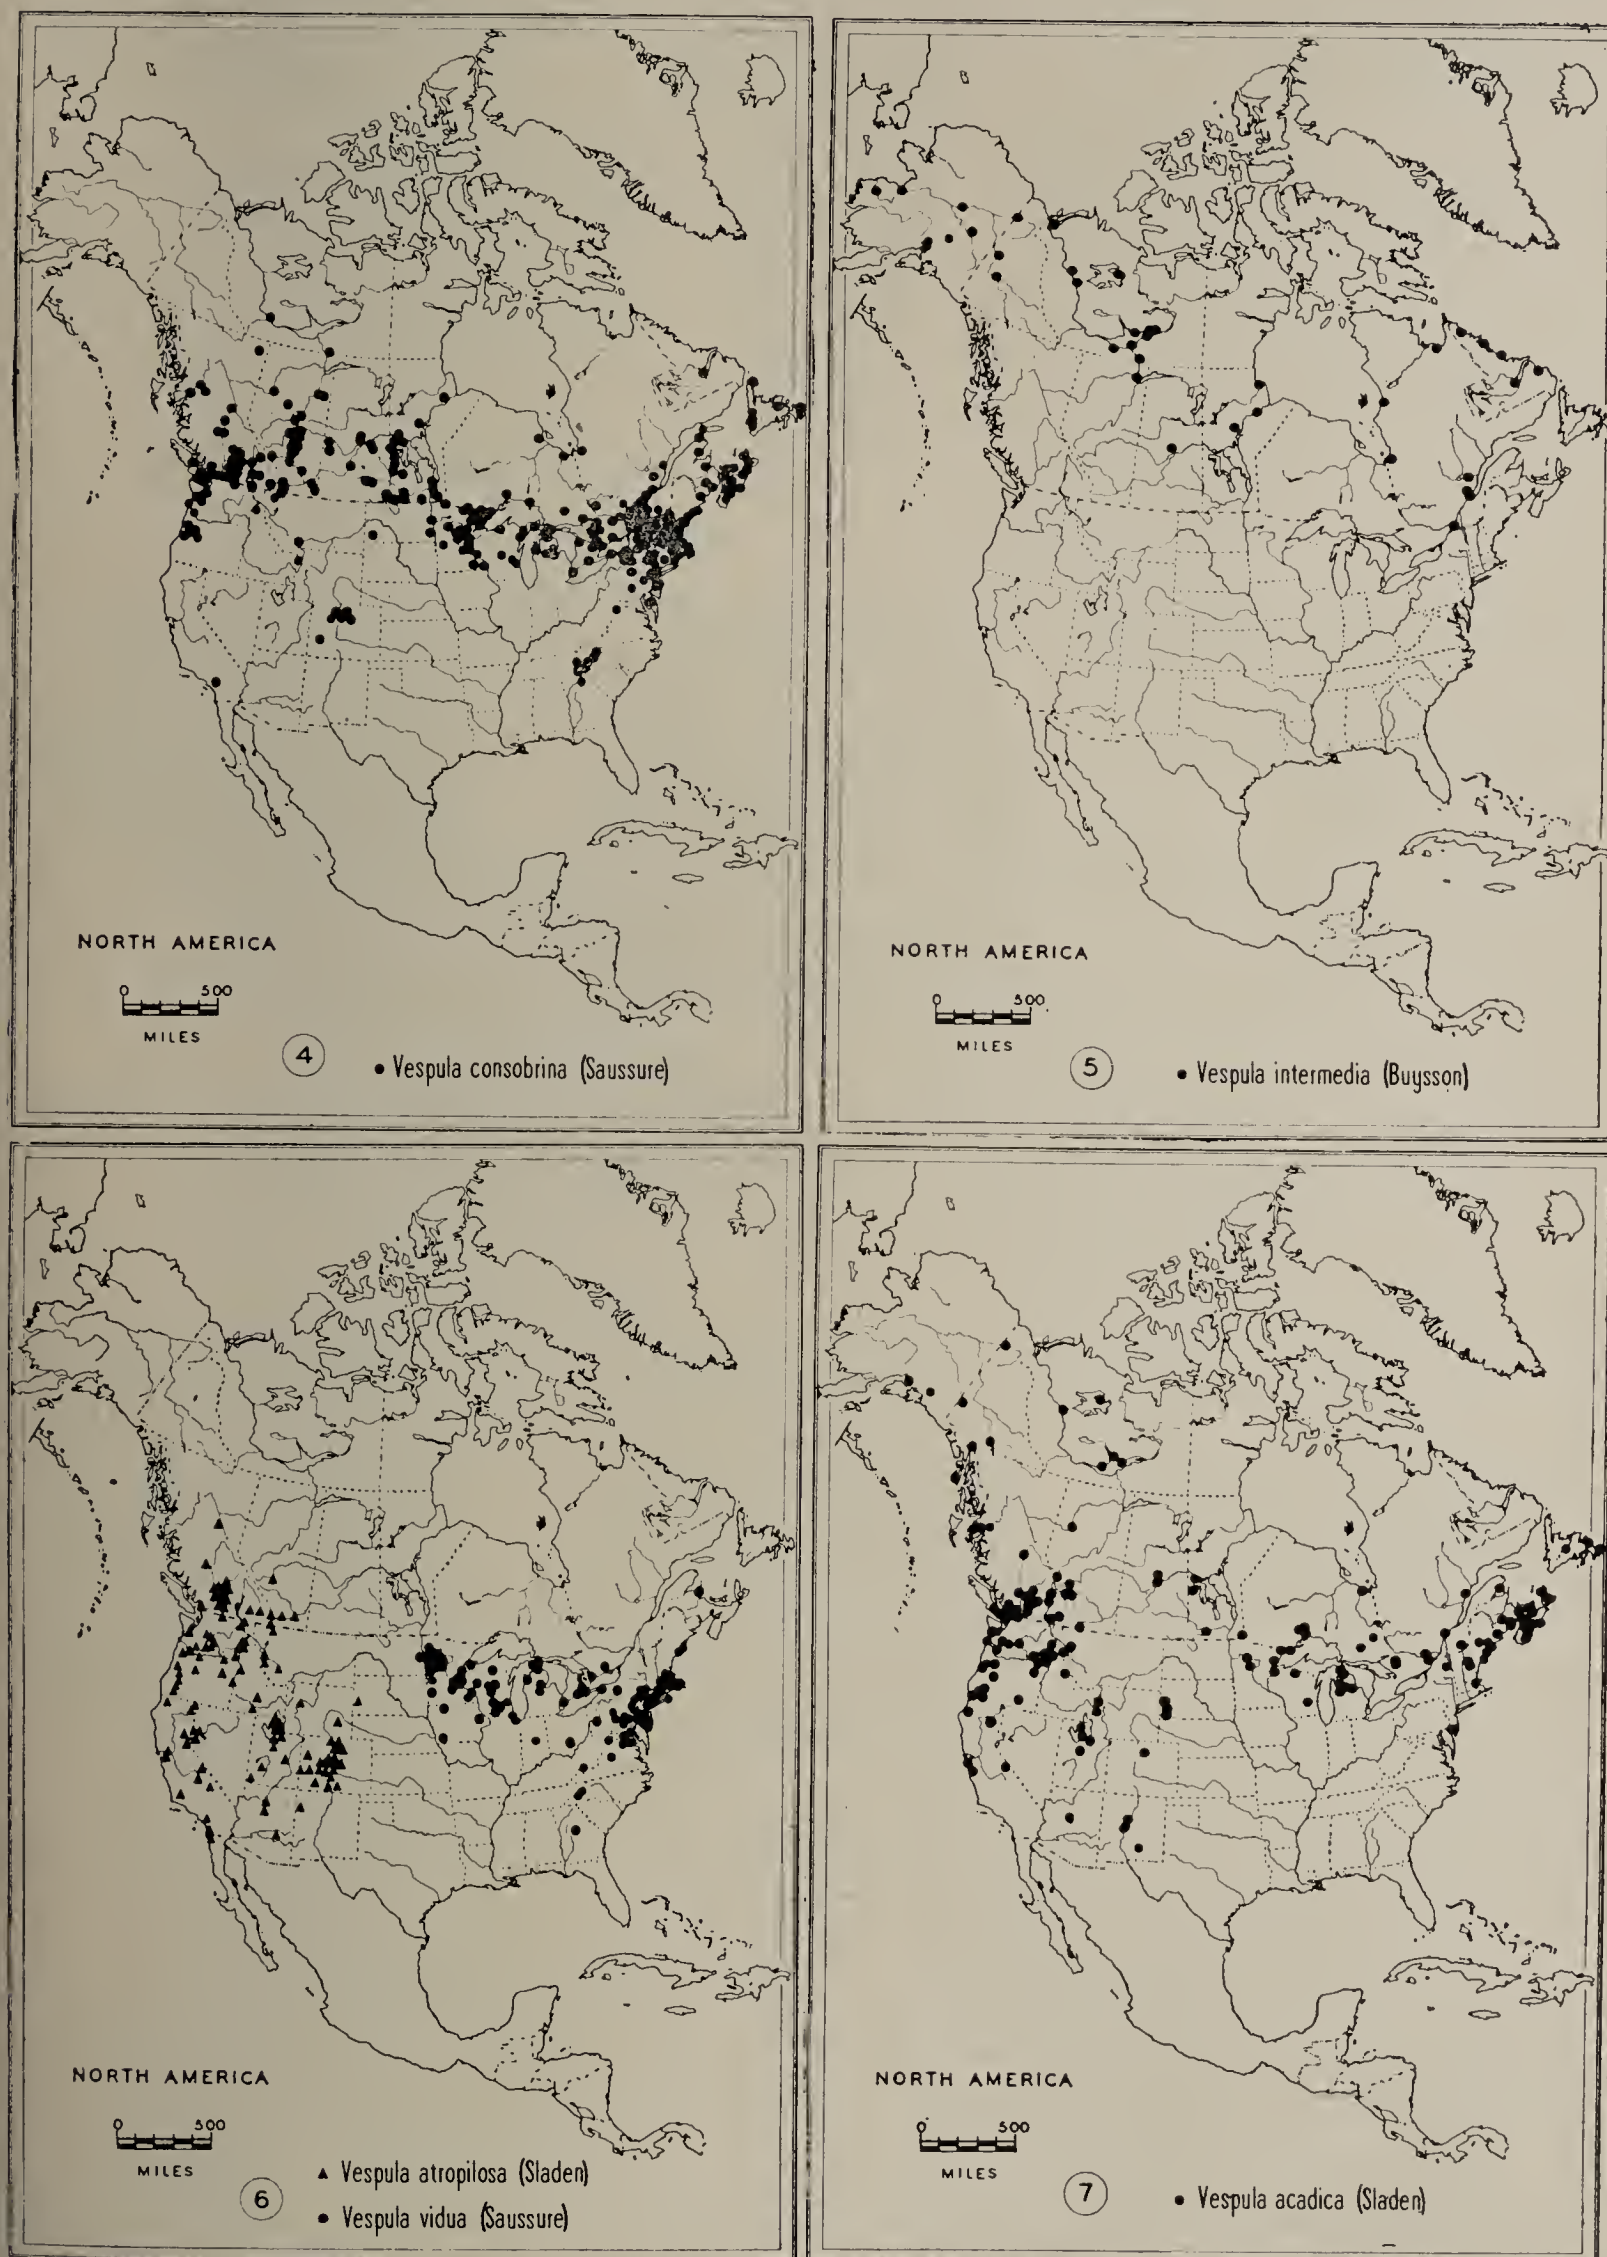 NORTH AMERICA
0 500
MILES
4
• Vespula consobrina (Saussure)
NORTH AMERICA
0 500
MILES
5
• Vespula intermedia (Buysson)
NORTH AMERICA
0 500
MILES
6
▲ Vespula atropilosa (Sladen)
• Vespula vidua (Saussure)
NORTH AMERICA
0 500
MILES
7
• Vespula acadica (Sladen)